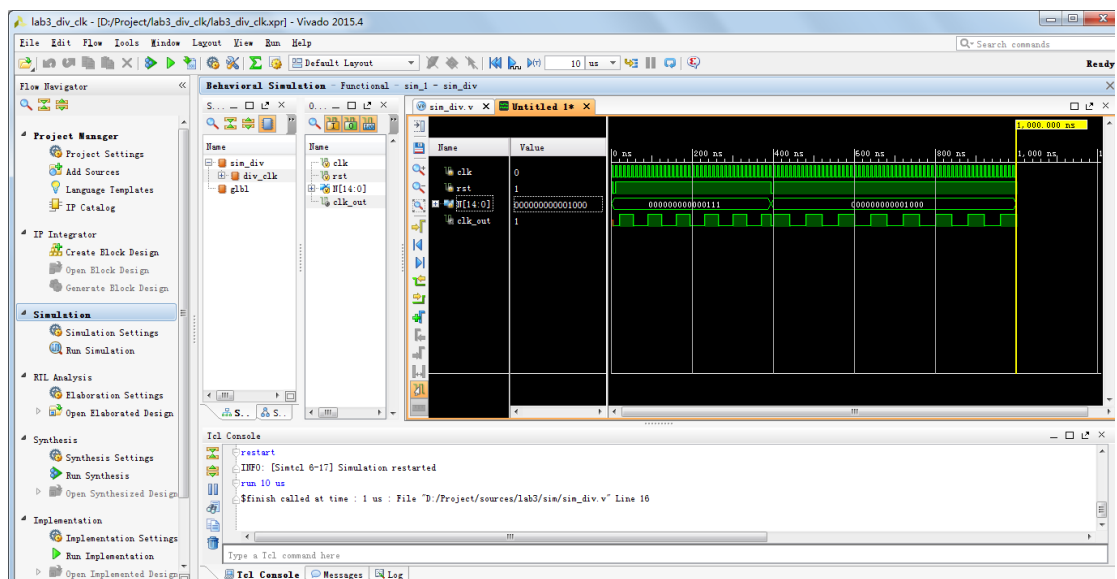 lab3_div_clk - [D:/Project/lab3_div_clk/lab3_div_clk.xpr] - Vivado 2015.4
File Edit Flow Tools Window Layout View Run Help
Q- Search commands
Default Layout
10 us
Ready
Flow Navigator
Behavioral Simulation - Functional - sim_1 - sim_div
Project Manager
Project Settings
Add Sources
Language Templates
IP Catalog
IP Integrator
Create Block Design
Open Block Design
Generate Block Design
Simulation
Simulation Settings
Run Simulation
RTL Analysis
Elaboration Settings
Open Elaborated Design
Synthesis
Synthesis Settings
Run Synthesis
Open Synthesized Design
Implementation
Implementation Settings
Run Implementation
Open Implemented Design
S...
Name
sim_div
div_clk
glbl
S..
S..
O...
Name
clk
rst
N[14:0]
clk_out
sim_div.v
Untitled 1*
Name Value
clk 0
rst 1
N[14:0] 000000000001000
clk_out 1
1,000.000 ns
0 ns 200 ns 400 ns 600 ns 800 ns 1,000 ns 1
000000000000111 000000000001000
Tcl Console
restart
INFO: [Simtcl 6-17] Simulation restarted
run 10 us
$finish called at time : 1 us : File "D:/Project/sources/lab3/sim/sim_div.v" Line 16
Type a Tcl command here
Tcl Console Messages Log